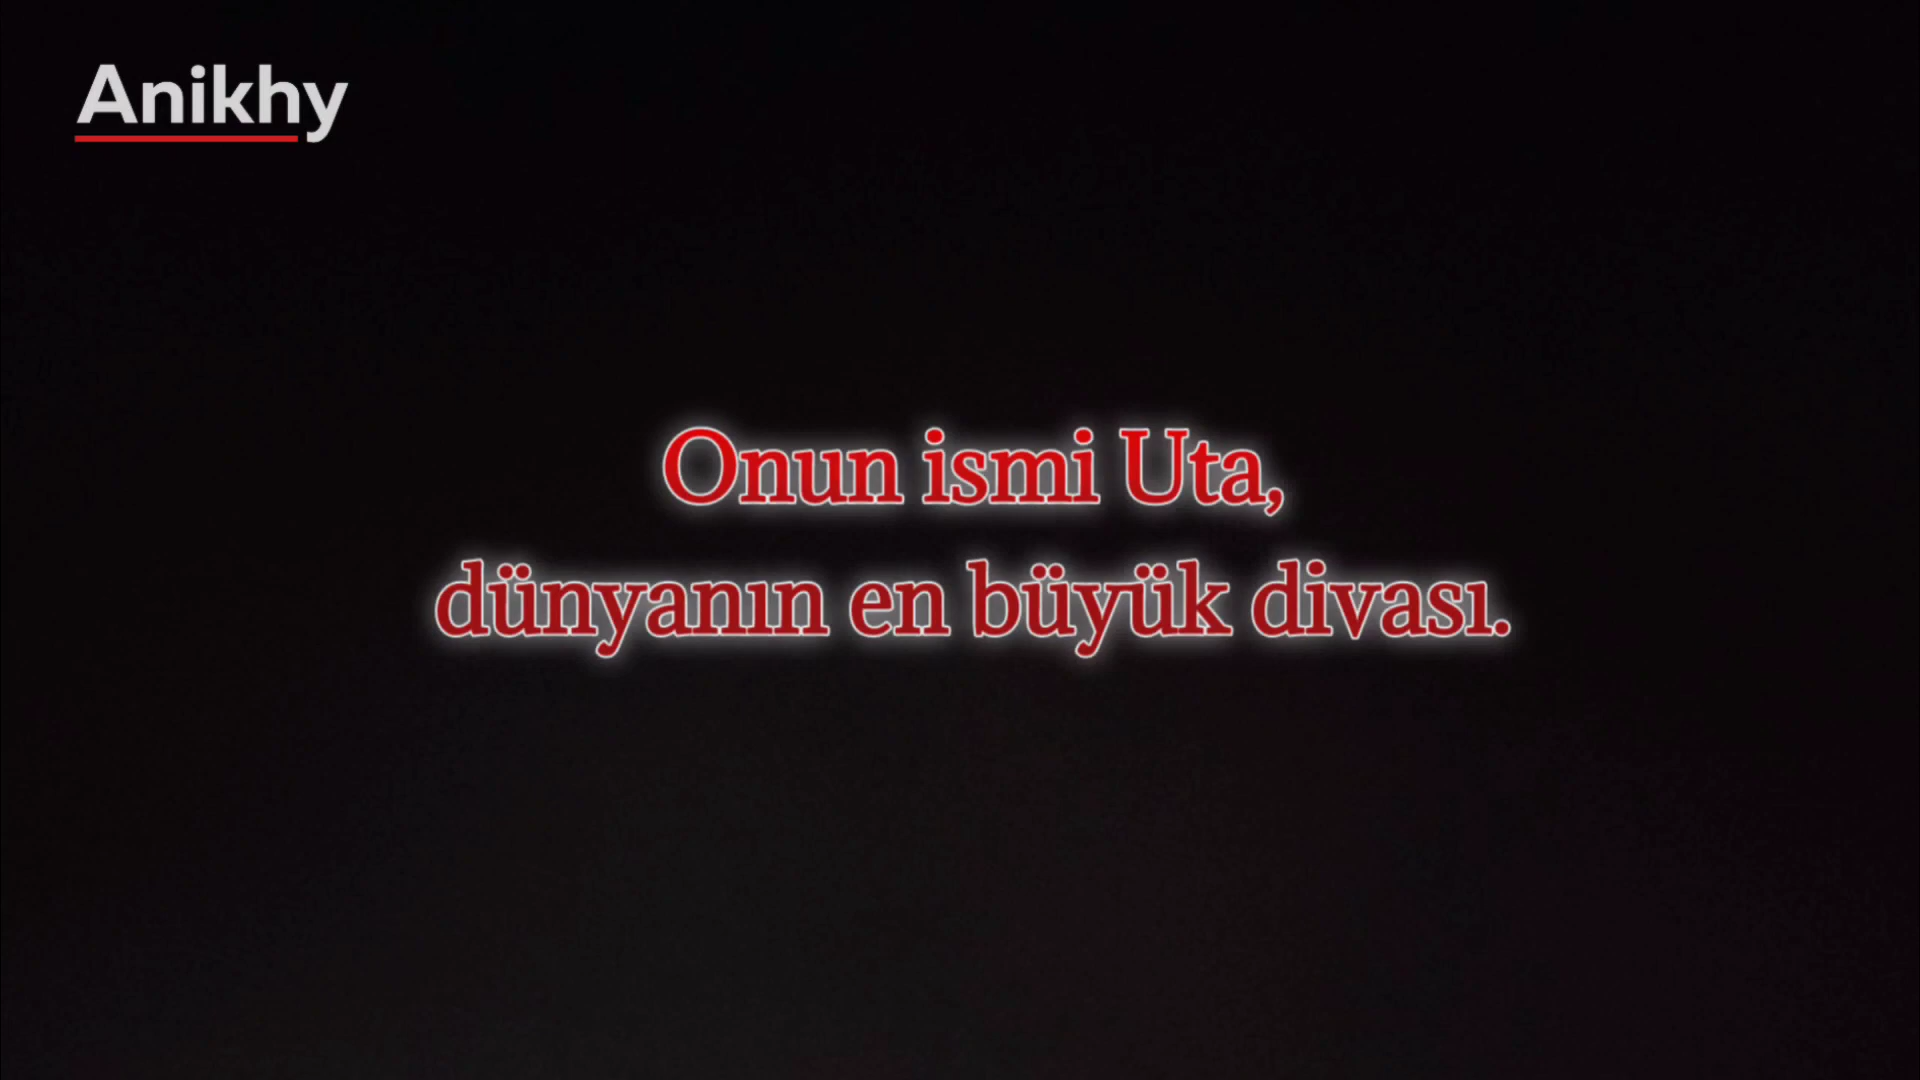 Anikhy
Onun ismi Uta,
dünyanın en büyük divası.